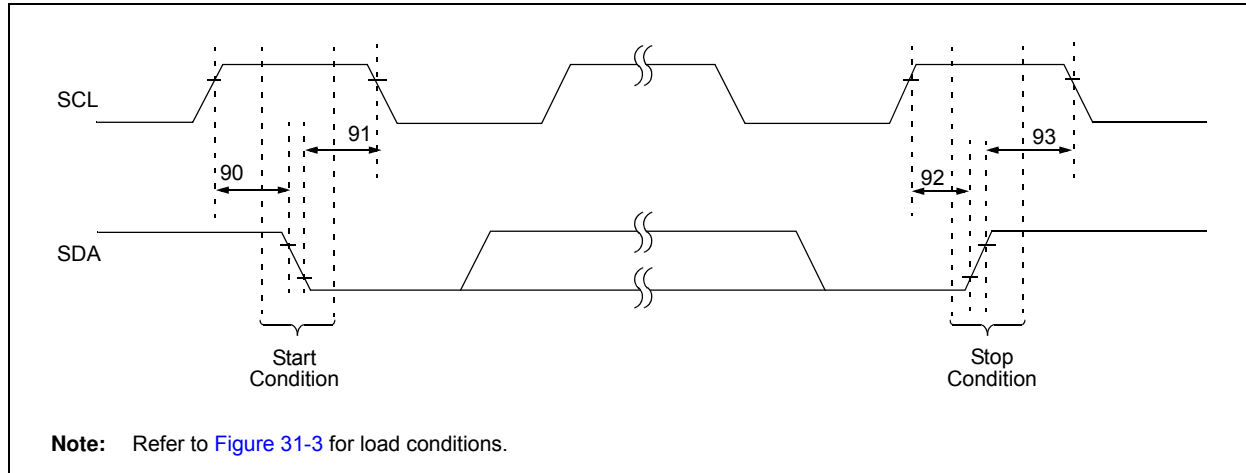 SCL
91
93
90
92
SDA
Start
Condition
Stop
Condition
Note: Refer to Figure 31-3 for load conditions.